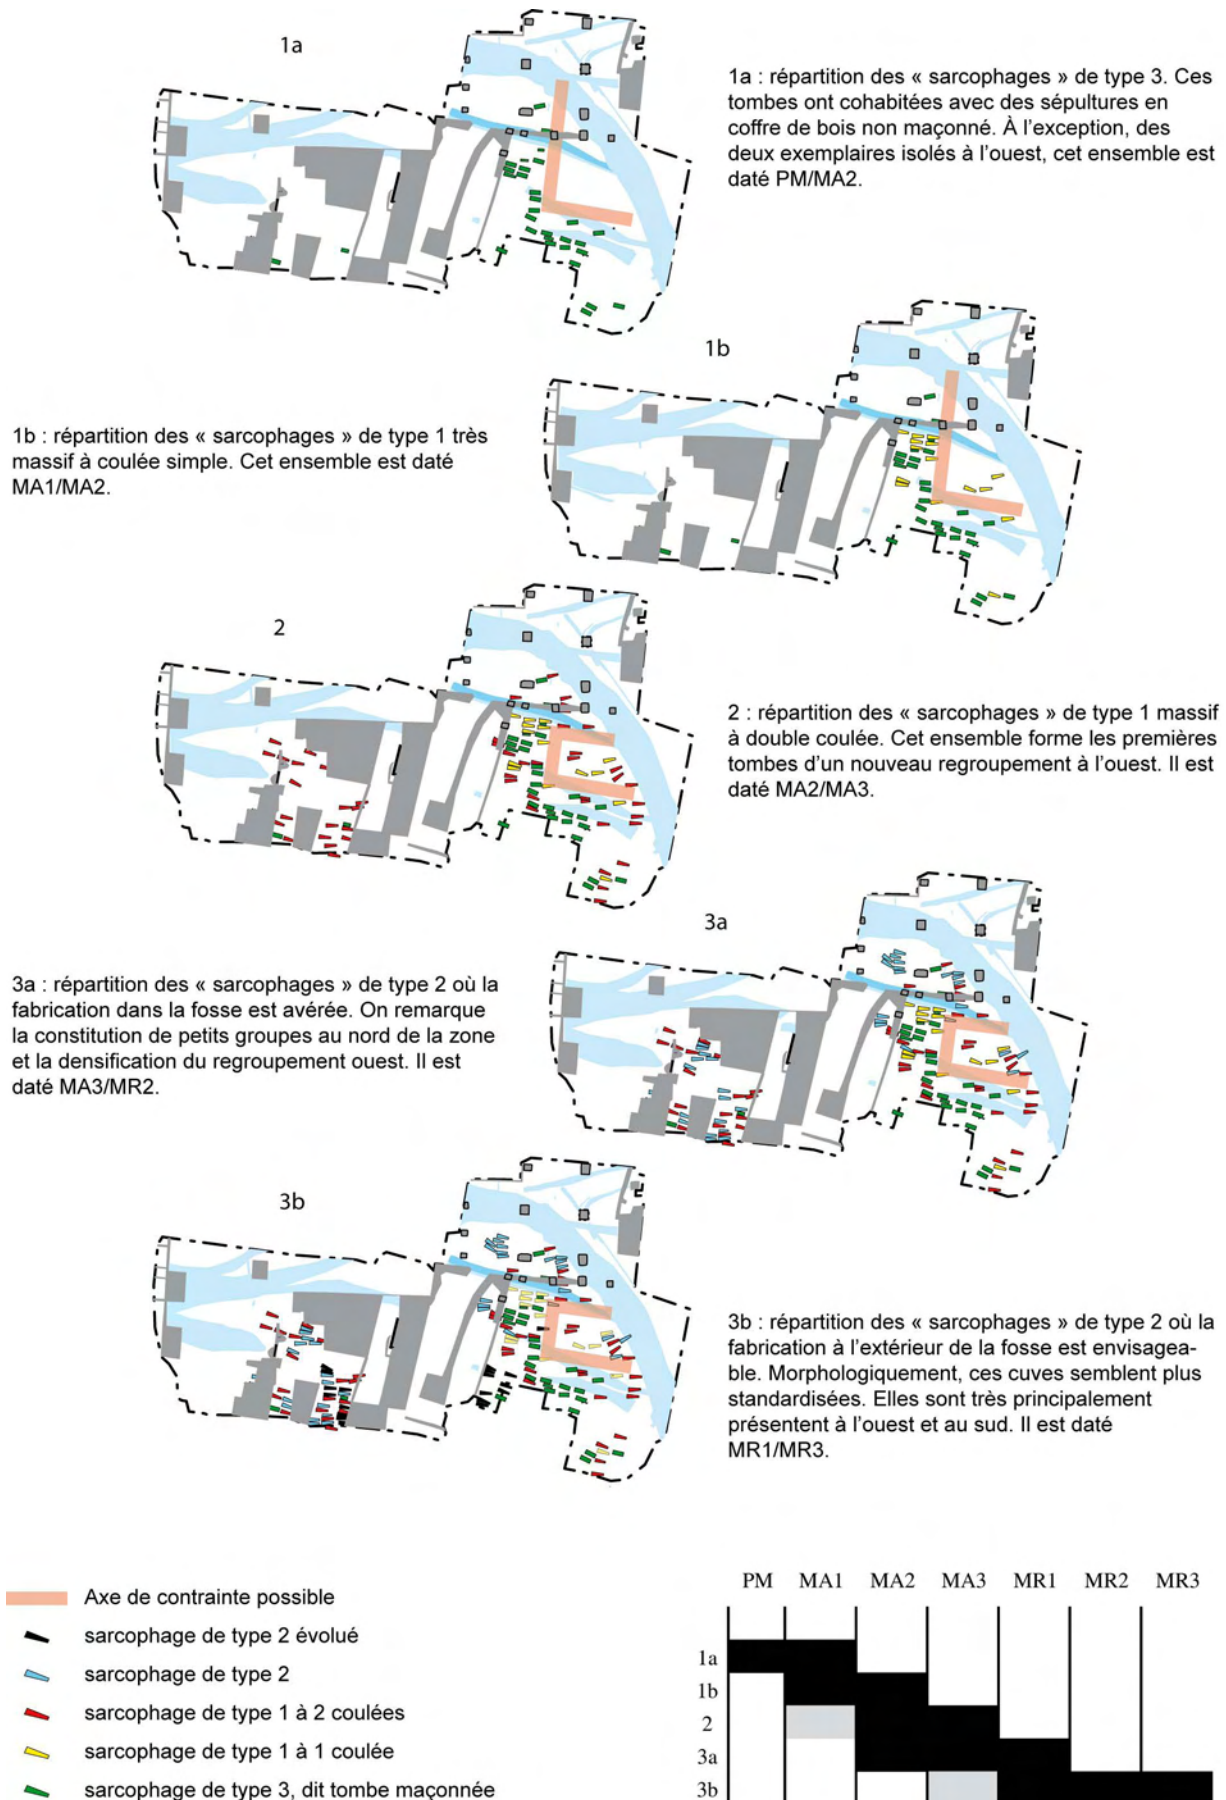 1a
1a : répartition des « sarcophages » de type 3. Ces
tombes ont cohabitées avec des sépultures en
coffre de bois non maçonné. À l'exception, des
deux exemplaires isolés à l'ouest, cet ensemble est
daté PM/MA2.
1b
1b : répartition des « sarcophages » de type 1 très
massif à coulée simple. Cet ensemble est daté
MA1/MA2.
2
2 : répartition des « sarcophages » de type 1 massif
à double coulée. Cet ensemble forme les premières
tombes d'un nouveau regroupement à l'ouest. Il est
daté MA2/MA3.
3a
3a : répartition des « sarcophages » de type 2 où la
fabrication dans la fosse est avérée. On remarque
la constitution de petits groupes au nord de la zone
et la densification du regroupement ouest. Il est
daté MA3/MR2.
3b
3b : répartition des « sarcophages » de type 2 où la
fabrication à l'extérieur de la fosse est envisagea-
ble. Morphologiquement, ces cuves semblent plus
standardisées. Elles sont très principalement
présentent à l'ouest et au sud. Il est daté
MR1/MR3.
Axe de contrainte possible
sarcophage de type 2 évolué
sarcophage de type 2
sarcophage de type 1 à 2 coulées
sarcophage de type 1 à 1 coulée
sarcophage de type 3, dit tombe maçonnée
PM MA1 MA2 MA3 MR1 MR2 MR3
1a
1b
2
3a
3b